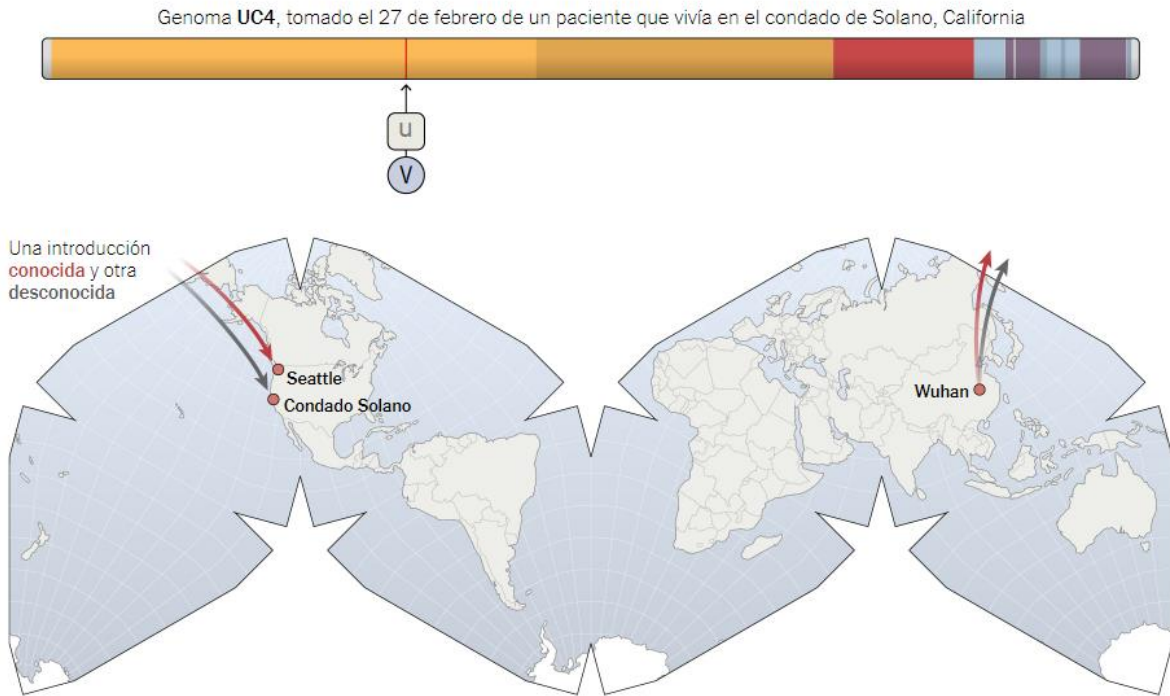 Genoma UC4, tomado el 27 de febrero de un paciente que vivía en el condado de Solano, California
u
V
Una introducción
conocida y otra
desconocida
Seattle
Condado Solano
Wuhan